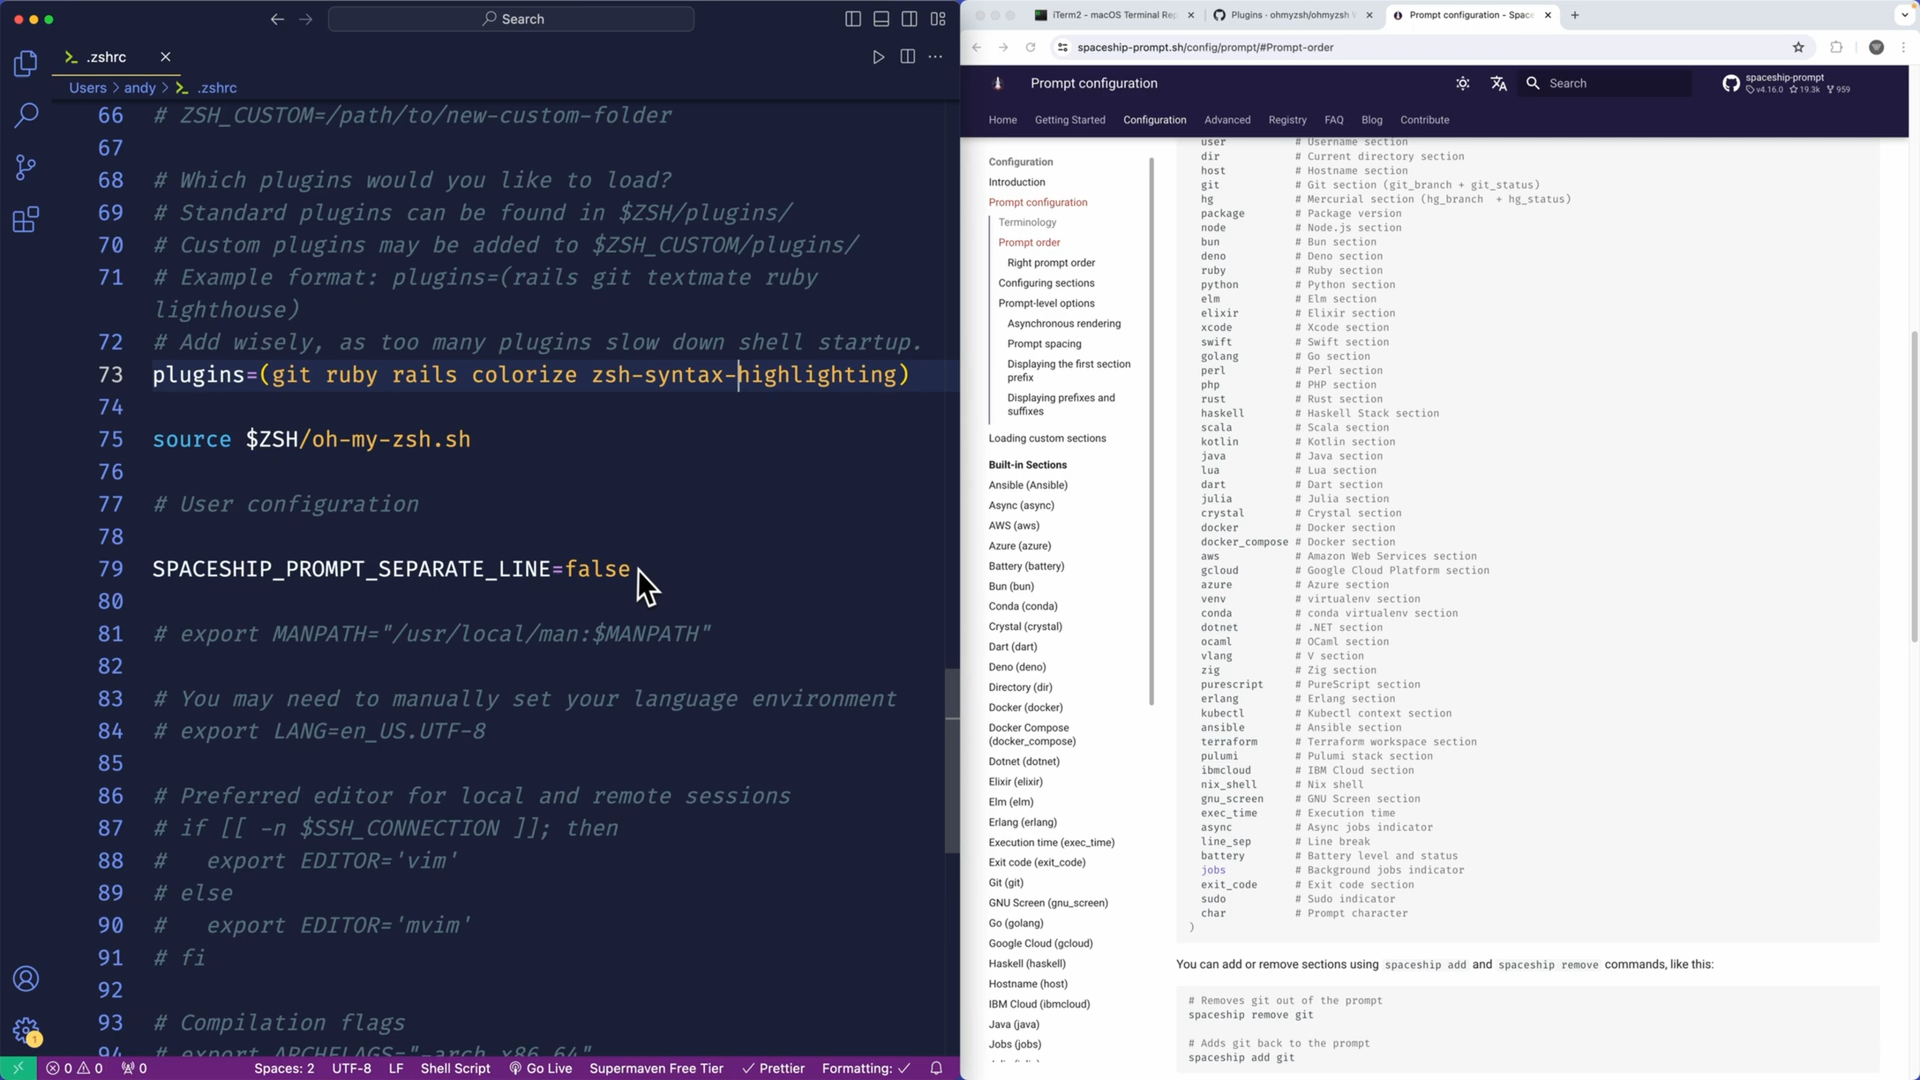 Search
.zshrc
Users > andy > .zshrc
66 # ZSH_CUSTOM=/path/to/new-custom-folder
67
68 # Which plugins would you like to load?
69 # Standard plugins can be found in $ZSH/plugins/
70 # Custom plugins may be added to $ZSH_CUSTOM/plugins/
71 # Example format: plugins=(rails git textmate ruby
lighthouse)
72 # Add wisely, as too many plugins slow down shell startup.
73 plugins=(git ruby rails colorize zsh-syntax-highlighting)
74
75 source $ZSH/oh-my-zsh.sh
76
77 # User configuration
78
79 SPACESHIP_PROMPT_SEPARATE_LINE=false
80
81 # export MANPATH="/usr/local/man:$MANPATH"
82
83 # You may need to manually set your language environment
84 # export LANG=en_US.UTF-8
85
86 # Preferred editor for local and remote sessions
87 # if [[ -n $SSH_CONNECTION ]]; then
88 #   export EDITOR='vim'
89 # else
90 #   export EDITOR='mvim'
91 # fi
92
93 # Compilation flags
94 # export ARCHFLAGS="-arch x86_64"
1
0 0 0 Spaces: 2 UTF-8 LF Shell Script Go Live Supermaven Free Tier Prettier Formatting:
iTerm2 - macOS Terminal Rep
Plugins · ohmyzsh/ohmyzsh
Prompt configuration - Space
spaceship-prompt.sh/config/prompt/#Prompt-order
Prompt configuration
Search
spaceship-prompt
v4.16.0 19.3k 959
Home Getting Started Configuration Advanced Registry FAQ Blog Contribute
Configuration
Introduction
Prompt configuration
Terminology
Prompt order
Right prompt order
Configuring sections
Prompt-level options
Asynchronous rendering
Prompt spacing
Displaying the first section
prefix
Displaying prefixes and
suffixes
Loading custom sections
Built-in Sections
Ansible (Ansible)
Async (async)
AWS (aws)
Azure (azure)
Battery (battery)
Bun (bun)
Conda (conda)
Crystal (crystal)
Dart (dart)
Deno (deno)
Directory (dir)
Docker (docker)
Docker Compose
(docker_compose)
Dotnet (dotnet)
Elixir (elixir)
Elm (elm)
Erlang (erlang)
Execution time (exec_time)
Exit code (exit_code)
Git (git)
GNU Screen (gnu_screen)
Go (golang)
Google Cloud (gcloud)
Haskell (haskell)
Hostname (host)
IBM Cloud (ibmcloud)
Java (java)
Jobs (jobs)
user # Username section
dir # Current directory section
host # Hostname section
git # Git section (git_branch + git_status)
hg # Mercurial section (hg_branch  + hg_status)
package # Package version
node # Node.js section
bun # Bun section
deno # Deno section
ruby # Ruby section
python # Python section
elm # Elm section
elixir # Elixir section
xcode # Xcode section
swift # Swift section
golang # Go section
perl # Perl section
php # PHP section
rust # Rust section
haskell # Haskell Stack section
scala # Scala section
kotlin # Kotlin section
java # Java section
lua # Lua section
dart # Dart section
julia # Julia section
crystal # Crystal section
docker # Docker section
docker_compose # Docker section
aws # Amazon Web Services section
gcloud # Google Cloud Platform section
azure # Azure section
venv # virtualenv section
conda # conda virtualenv section
dotnet # .NET section
ocaml # OCaml section
vlang # V section
zig # Zig section
purescript # PureScript section
erlang # Erlang section
kubectl # Kubectl context section
ansible # Ansible section
terraform # Terraform workspace section
pulumi # Pulumi stack section
ibmcloud # IBM Cloud section
nix_shell # Nix shell
gnu_screen # GNU Screen section
exec_time # Execution time
async # Async jobs indicator
line_sep # Line break
battery # Battery level and status
jobs # Background jobs indicator
exit_code # Exit code section
sudo # Sudo indicator
char # Prompt character
)
You can add or remove sections using spaceship add and spaceship remove commands, like this:
# Removes git out of the prompt
spaceship remove git
# Adds git back to the prompt
spaceship add git